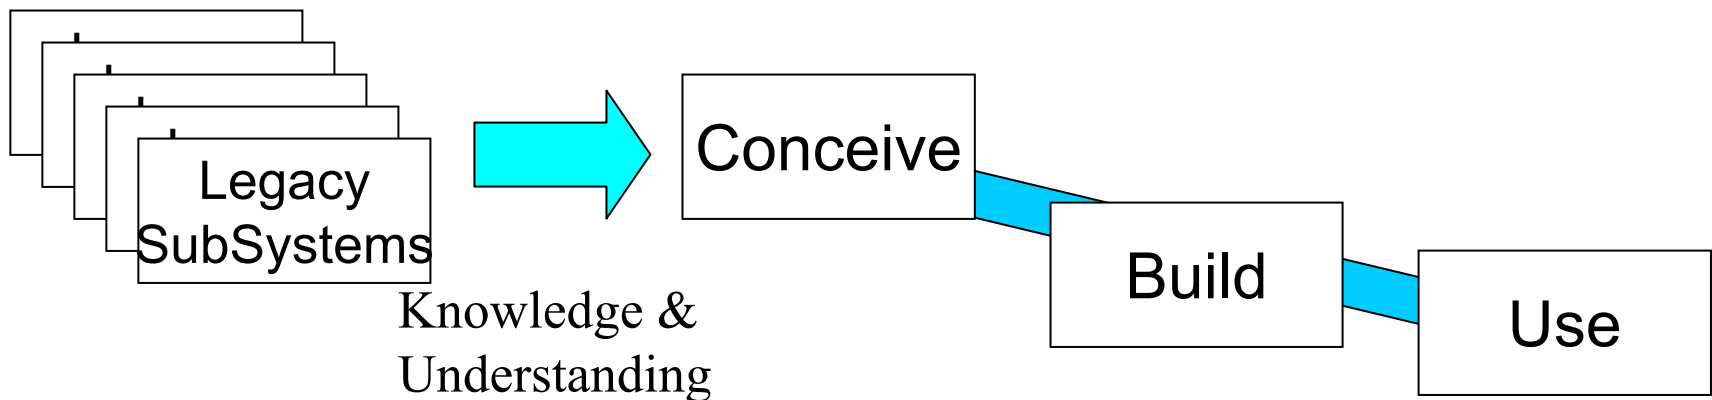 Legacy
SubSystems
Knowledge &
Understanding
Conceive
Build
Use